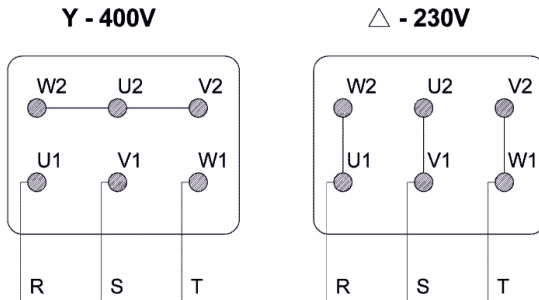 Y - 400V
△ - 230V
W2 U2 V2
U1 V1 W1
R S T
W2 U2 V2
U1 V1 W1
R S T